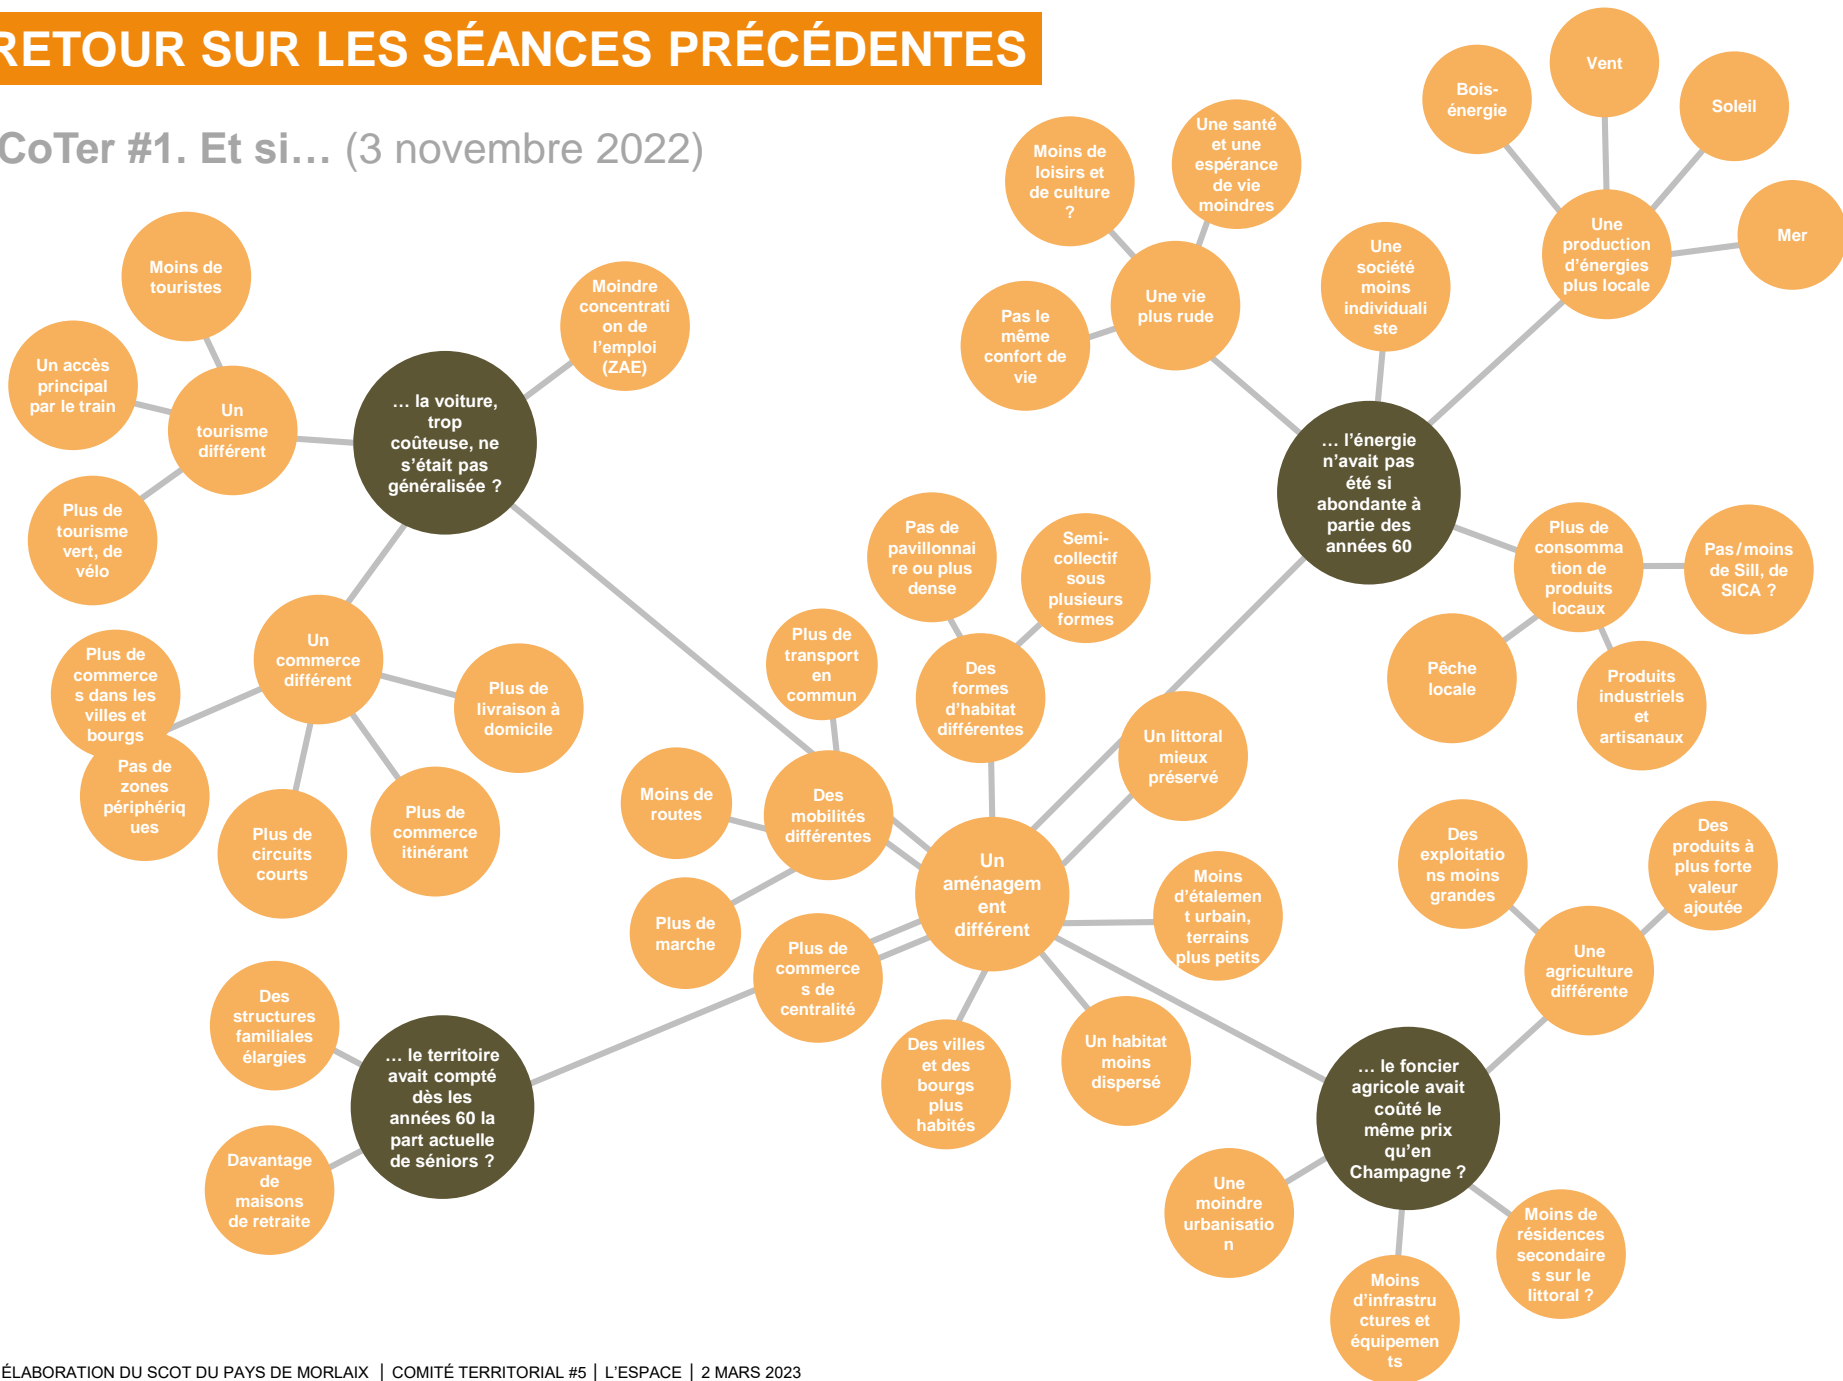 RETOUR SUR LES SÉANCES PRÉCÉDENTES
CoTer #1. Et si… (3 novembre 2022)
Moins de
touristes
Un accès
principal
par le train
Un
tourisme
différent
Plus de
tourisme
vert, de
vélo
… la voiture,
trop
coûteuse, ne
s’était pas
généralisée ?
Moindre
concentrati
on de
l’emploi
(ZAE)
Un
commerce
différent
Plus de
commerce
s dans les
villes et
bourgs
Pas de
zones
périphériq
ues
Plus de
circuits
courts
Plus de
commerce
itinérant
Plus de
livraison à
domicile
Moins de
loisirs et
de culture
?
Une santé
et une
espérance
de vie
moindres
Pas le
même
confort de
vie
Une vie
plus rude
Une
société
moins
individuali
ste
Bois-
énergie
Vent
Soleil
Mer
Une
production
d’énergies
plus locale
… l’énergie
n’avait pas
été si
abondante à
partie des
années 60
Plus de
consomma
tion de
produits
locaux
Pas/moins
de Sill, de
SICA ?
Pêche
locale
Produits
industriels
et
artisanaux
Pas de
pavillonnai
re ou plus
dense
Semi-
collectif
sous
plusieurs
formes
Des
formes
d’habitat
différentes
Plus de
transport
en
commun
Moins de
routes
Des
mobilités
différentes
Plus de
marche
Un littoral
mieux
préservé
Un
aménagem
ent
différent
Moins
d’étalemen
t urbain,
terrains
plus petits
Plus de
commerce
s de
centralité
Des villes
et des
bourgs
plus
habités
Un habitat
moins
dispersé
Des
structures
familiales
élargies
Davantage
de
maisons
de retraite
… le territoire
avait compté
dès les
années 60 la
part actuelle
de séniors ?
Des
exploitatio
ns moins
grandes
Des
produits à
plus forte
valeur
ajoutée
Une
agriculture
différente
… le foncier
agricole avait
coûté le
même prix
qu’en
Champagne ?
Une
moindre
urbanisatio
n
Moins
d’infrastru
ctures et
équipemen
ts
Moins de
résidences
secondaire
s sur le
littoral ?
ÉLABORATION DU SCOT DU PAYS DE MORLAIX | COMITÉ TERRITORIAL #5 | L’ESPACE | 2 MARS 2023